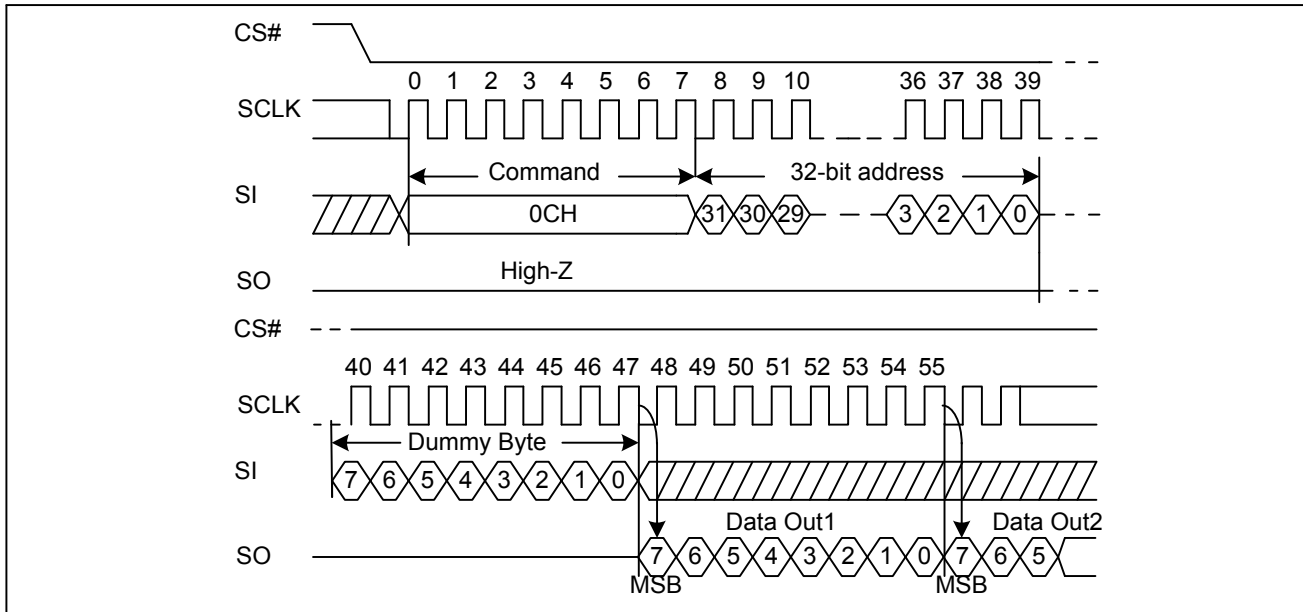 CS#
0 1 2 3 4 5 6 7 8 9 10 36 37 38 39
SCLK
Command 32-bit address
SI
0CH 31 30 29 3 2 1 0
High-Z
SO
CS#
40 41 42 43 44 45 46 47 48 49 50 51 52 53 54 55
SCLK
Dummy Byte
SI
7 6 5 4 3 2 1 0
Data Out1 Data Out2
SO
7 6 5 4 3 2 1 0 7 6 5
MSB MSB